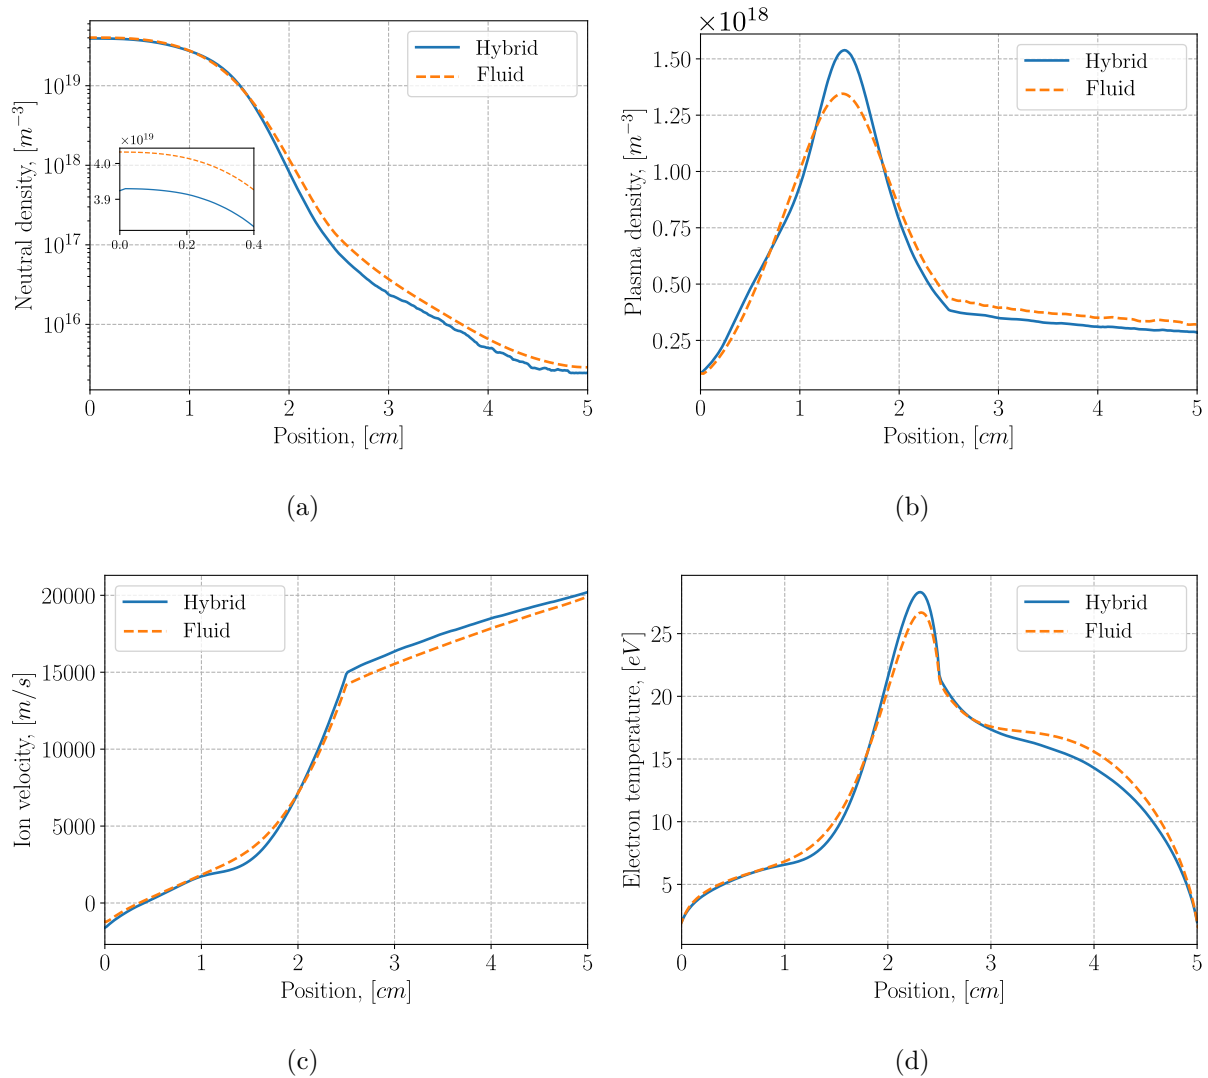 Hybrid
Fluid
10^19
10^18
10^17
10^16
Neutral density, [m^−3]
×10^19
4.0
3.9
0.0 0.2 0.4
0 1 2 3 4 5
Position, [cm]
(a)
×10^18
Hybrid
Fluid
1.50
1.25
1.00
0.75
0.50
0.25
Plasma density, [m^−3]
0 1 2 3 4 5
Position, [cm]
(b)
Hybrid
Fluid
20000
15000
10000
5000
0
Ion velocity, [m/s]
0 1 2 3 4 5
Position, [cm]
(c)
Hybrid
Fluid
25
20
15
10
5
Electron temperature, [eV]
0 1 2 3 4 5
Position, [cm]
(d)